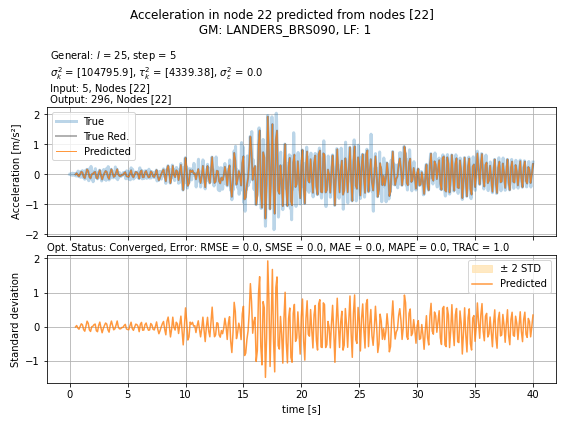 Acceleration in node 22 predicted from nodes [22]
GM: LANDERS_BRS090, LF: 1
General: l = 25, step = 5
σ²ₖ = [104795.9], τ²ₖ = [4339.38], σ²ε = 0.0
Input: 5, Nodes [22]
Output: 296, Nodes [22]
Acceleration [m/s²]
2
1
0
−1
−2
True
True Red.
Predicted
Opt. Status: Converged, Error: RMSE = 0.0, SMSE = 0.0, MAE = 0.0, MAPE = 0.0, TRAC = 1.0
Standard deviation
2
1
0
−1
± 2 STD
Predicted
0 5 10 15 20 25 30 35 40
time [s]